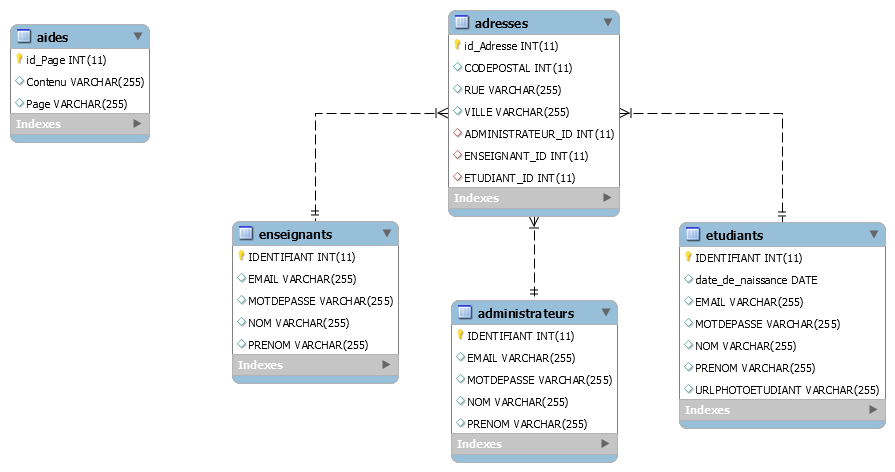 aides
id_Page INT(11)
Contenu VARCHAR(255)
Page VARCHAR(255)
Indexes
adresses
id_Adresse INT(11)
CODEPOSTAL INT(11)
RUE VARCHAR(255)
VILLE VARCHAR(255)
ADMINISTRATEUR_ID INT(11)
ENSEIGNANT_ID INT(11)
ETUDIANT_ID INT(11)
Indexes
enseignants
IDENTIFIANT INT(11)
EMAIL VARCHAR(255)
MOTDEPASSE VARCHAR(255)
NOM VARCHAR(255)
PRENOM VARCHAR(255)
Indexes
administrateurs
IDENTIFIANT INT(11)
EMAIL VARCHAR(255)
MOTDEPASSE VARCHAR(255)
NOM VARCHAR(255)
PRENOM VARCHAR(255)
Indexes
etudiants
IDENTIFIANT INT(11)
date_de_naissance DATE
EMAIL VARCHAR(255)
MOTDEPASSE VARCHAR(255)
NOM VARCHAR(255)
PRENOM VARCHAR(255)
URLPHOTOETUDIANT VARCHAR(255)
Indexes